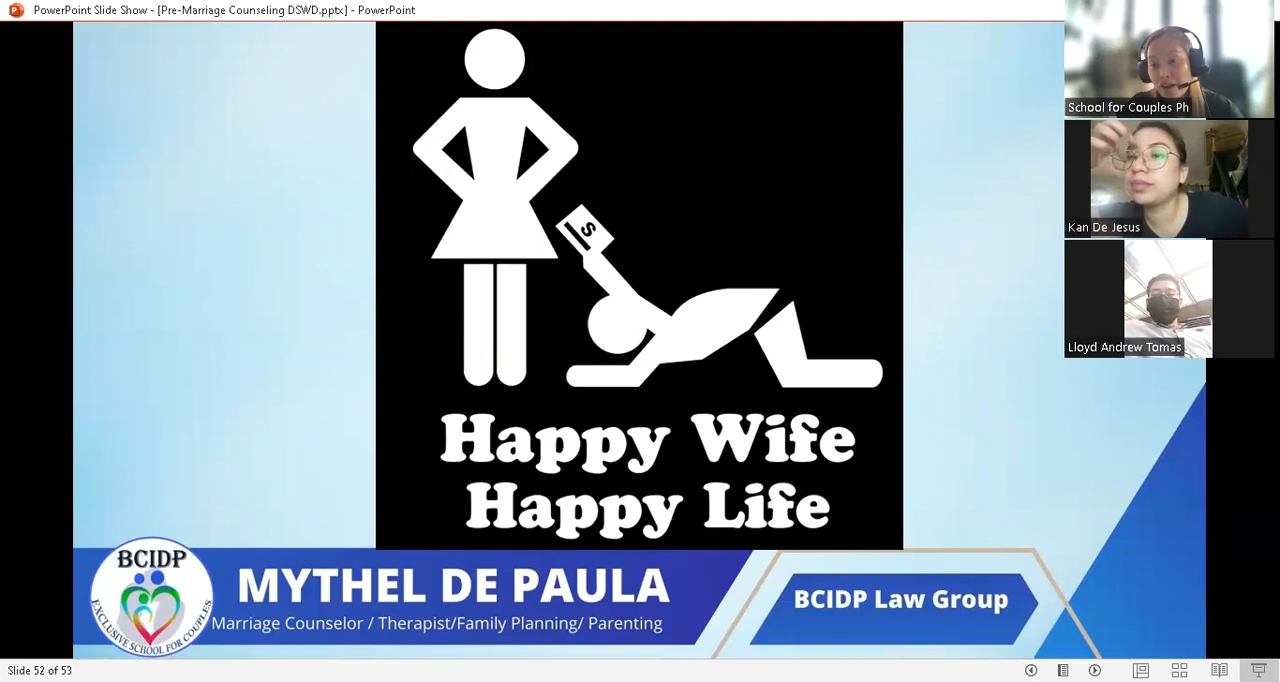 PowerPoint Slide Show - [Pre-Marriage Counseling DSWD.pptx] - PowerPoint
School for Couples Ph
Kan De Jesus
Lloyd Andrew Tomas
$
Happy Wife
Happy Life
BCIDP
EXCLUSIVE SCHOOL FOR COUPLES
MYTHEL DE PAULA
Marriage Counselor / Therapist/Family Planning/ Parenting
BCIDP Law Group
Slide 52 of 53